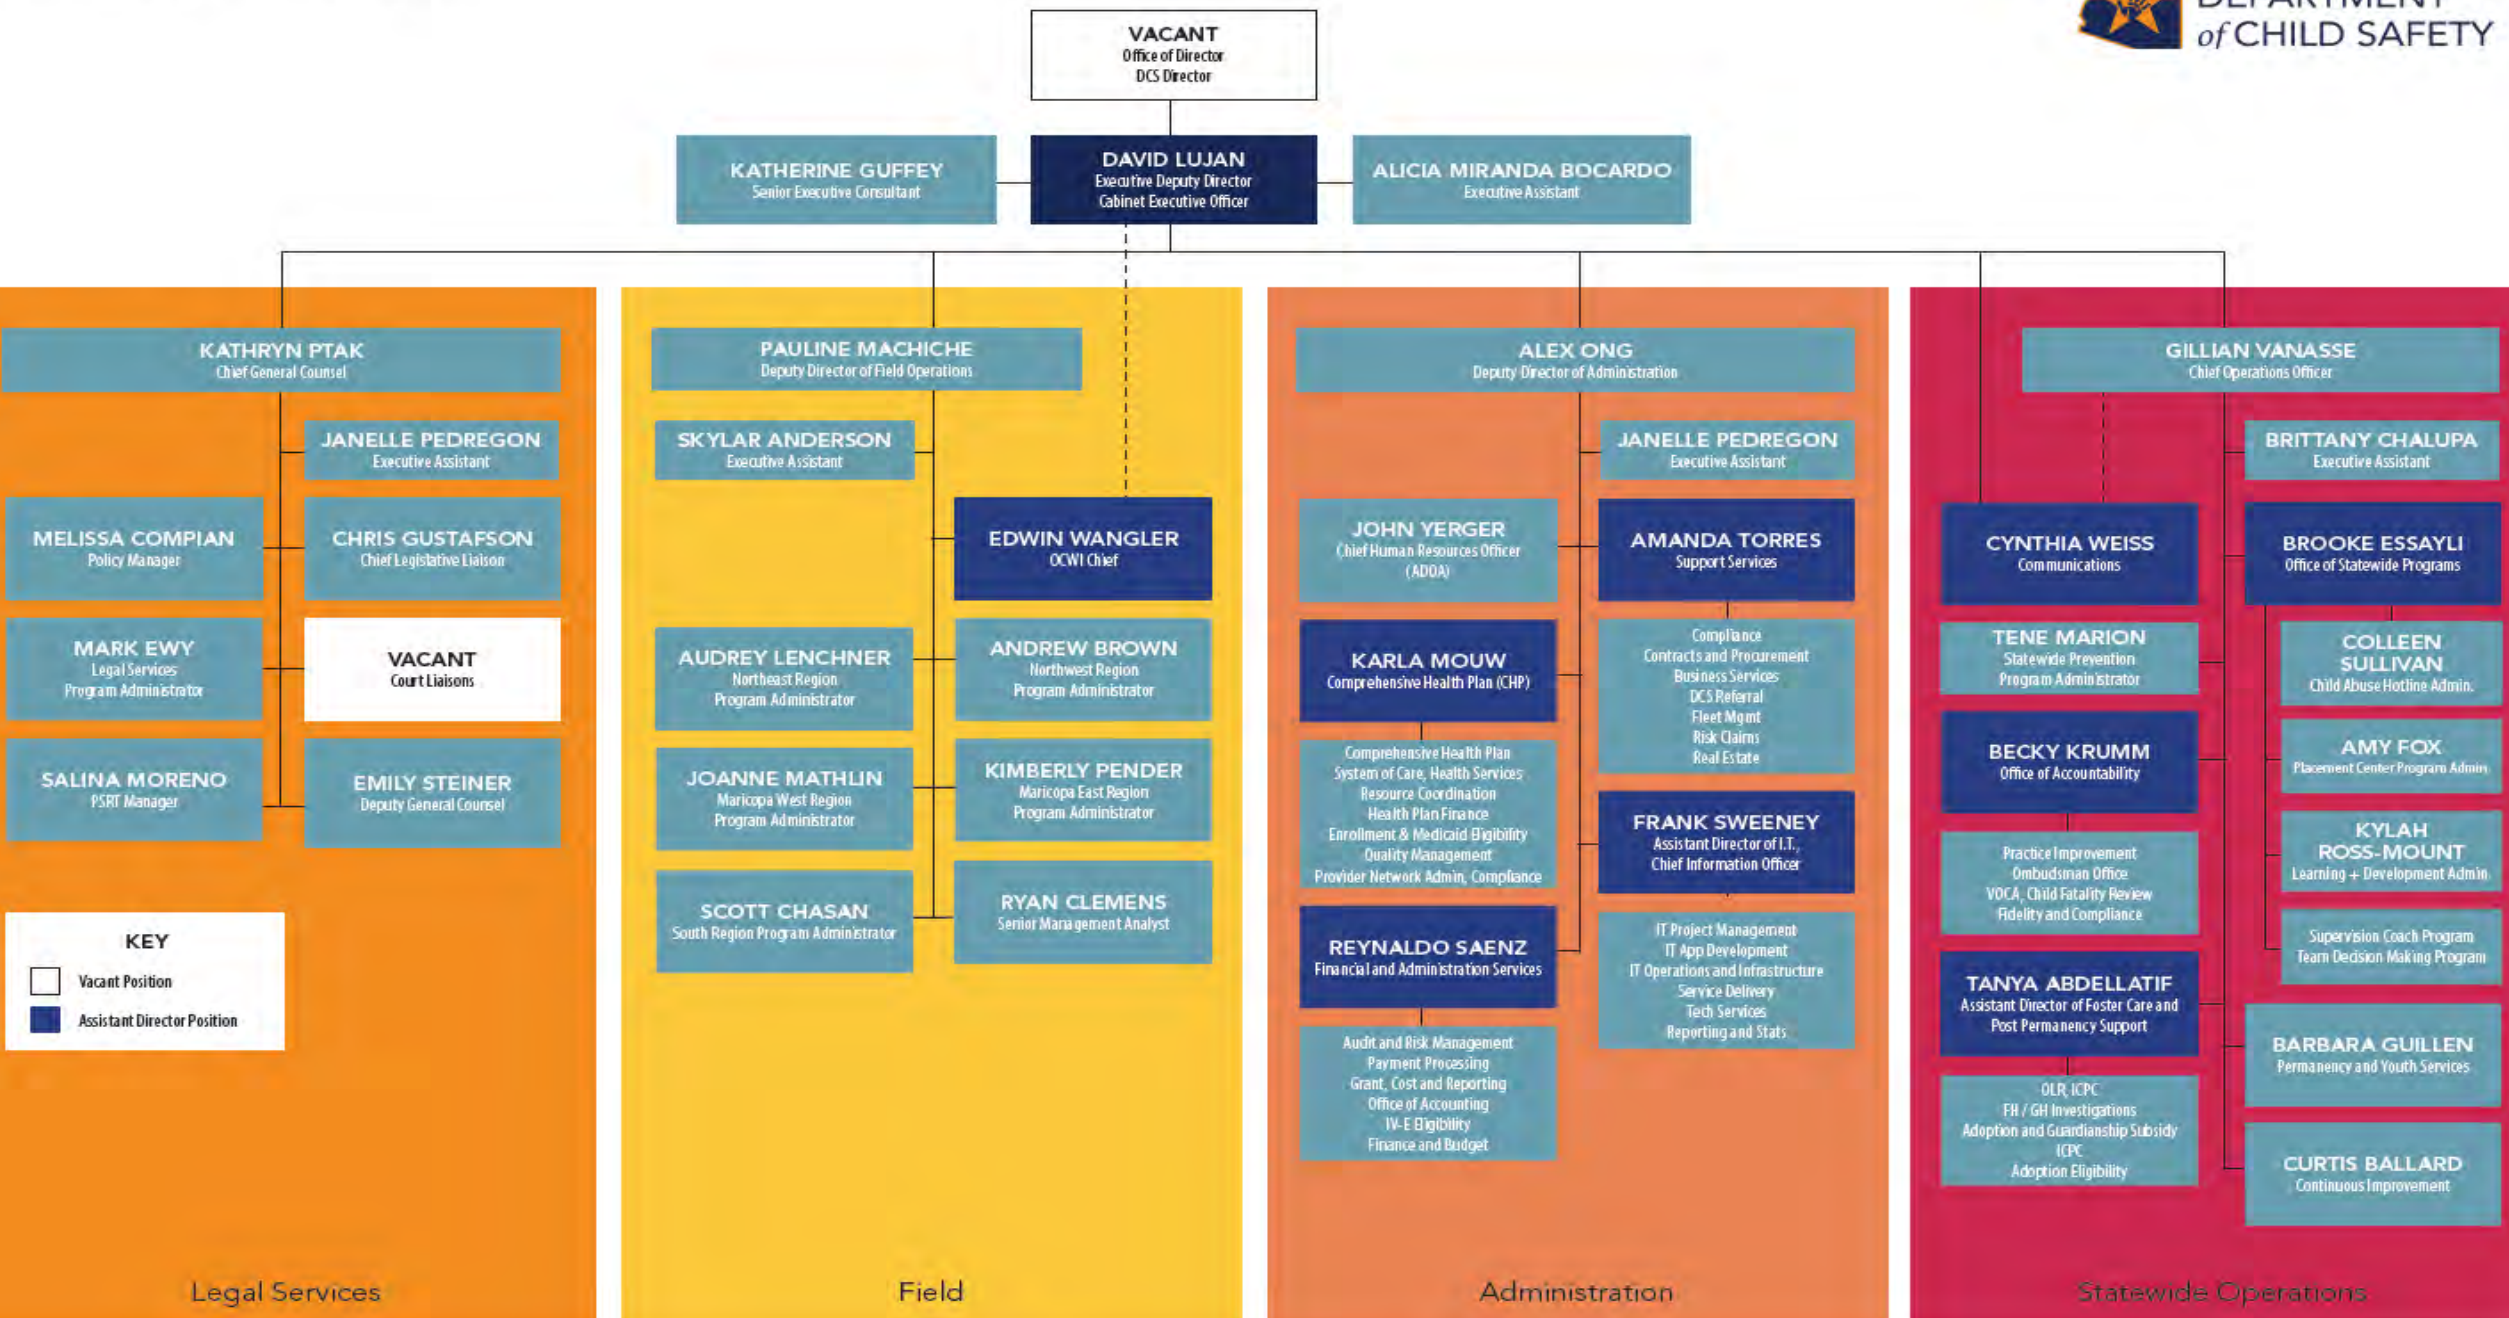 DEPARTMENT
of CHILD SAFETY
VACANT
Office of Director
DCS Director
KATHERINE GUFFEY
Senior Executive Consultant
DAVID LUJAN
Executive Deputy Director
Cabinet Executive Officer
ALICIA MIRANDA BOCARDO
Executive Assistant
KATHRYN PTAK
Chief General Counsel
JANELLE PEDREGON
Executive Assistant
MELISSA COMPIAN
Policy Manager
CHRIS GUSTAFSON
Chief Legislative Liaison
MARK EWY
Legal Services
Program Administrator
VACANT
Court Liaisons
SALINA MORENO
PSRT Manager
EMILY STEINER
Deputy General Counsel
KEY
Vacant Position
Assistant Director Position
Legal Services
PAULINE MACHICHE
Deputy Director of Field Operations
SKYLAR ANDERSON
Executive Assistant
EDWIN WANGLER
OCWI Chief
AUDREY LENCHNER
Northeast Region
Program Administrator
ANDREW BROWN
Northwest Region
Program Administrator
JOANNE MATHLIN
Maricopa West Region
Program Administrator
KIMBERLY PENDER
Maricopa East Region
Program Administrator
SCOTT CHASAN
South Region Program Administrator
RYAN CLEMENS
Senior Management Analyst
Field
ALEX ONG
Deputy Director of Administration
JANELLE PEDREGON
Executive Assistant
JOHN YERGER
Chief Human Resources Officer
(ADOA)
AMANDA TORRES
Support Services
Compliance
Contracts and Procurement
Business Services
DCS Referral
Fleet Mgmt
Risk Claims
Real Estate
KARLA MOUW
Comprehensive Health Plan (CHP)
Comprehensive Health Plan
System of Care, Health Services
Resource Coordination
Health Plan Finance
Enrollment & Medicaid Eligibility
Quality Management
Provider Network Admin, Compliance
FRANK SWEENEY
Assistant Director of I.T.,
Chief Information Officer
IT Project Management
IT App Development
IT Operations and Infrastructure
Service Delivery
Tech Services
Reporting and Stats
REYNALDO SAENZ
Financial and Administration Services
Audit and Risk Management
Payment Processing
Grant, Cost and Reporting
Office of Accounting
IV-E Eligibility
Finance and Budget
Administration
GILLIAN VANASSE
Chief Operations Officer
BRITTANY CHALUPA
Executive Assistant
CYNTHIA WEISS
Communications
BROOKE ESSAYLI
Office of Statewide Programs
TENE MARION
Statewide Prevention
Program Administrator
COLLEEN
SULLIVAN
Child Abuse Hotline Admin.
BECKY KRUMM
Office of Accountability
AMY FOX
Placement Center Program Admin
Practice Improvement
Ombudsman Office
VOCA, Child Fatality Review
Fidelity and Compliance
KYLAH
ROSS-MOUNT
Learning + Development Admin
Supervision Coach Program
Team Decision Making Program
TANYA ABDELLATIF
Assistant Director of Foster Care and
Post Permanency Support
OLR, ICPC
FH / GH Investigations
Adoption and Guardianship Subsidy
ICPC
Adoption Eligibility
BARBARA GUILLEN
Permanency and Youth Services
CURTIS BALLARD
Continuous Improvement
Statewide Operations